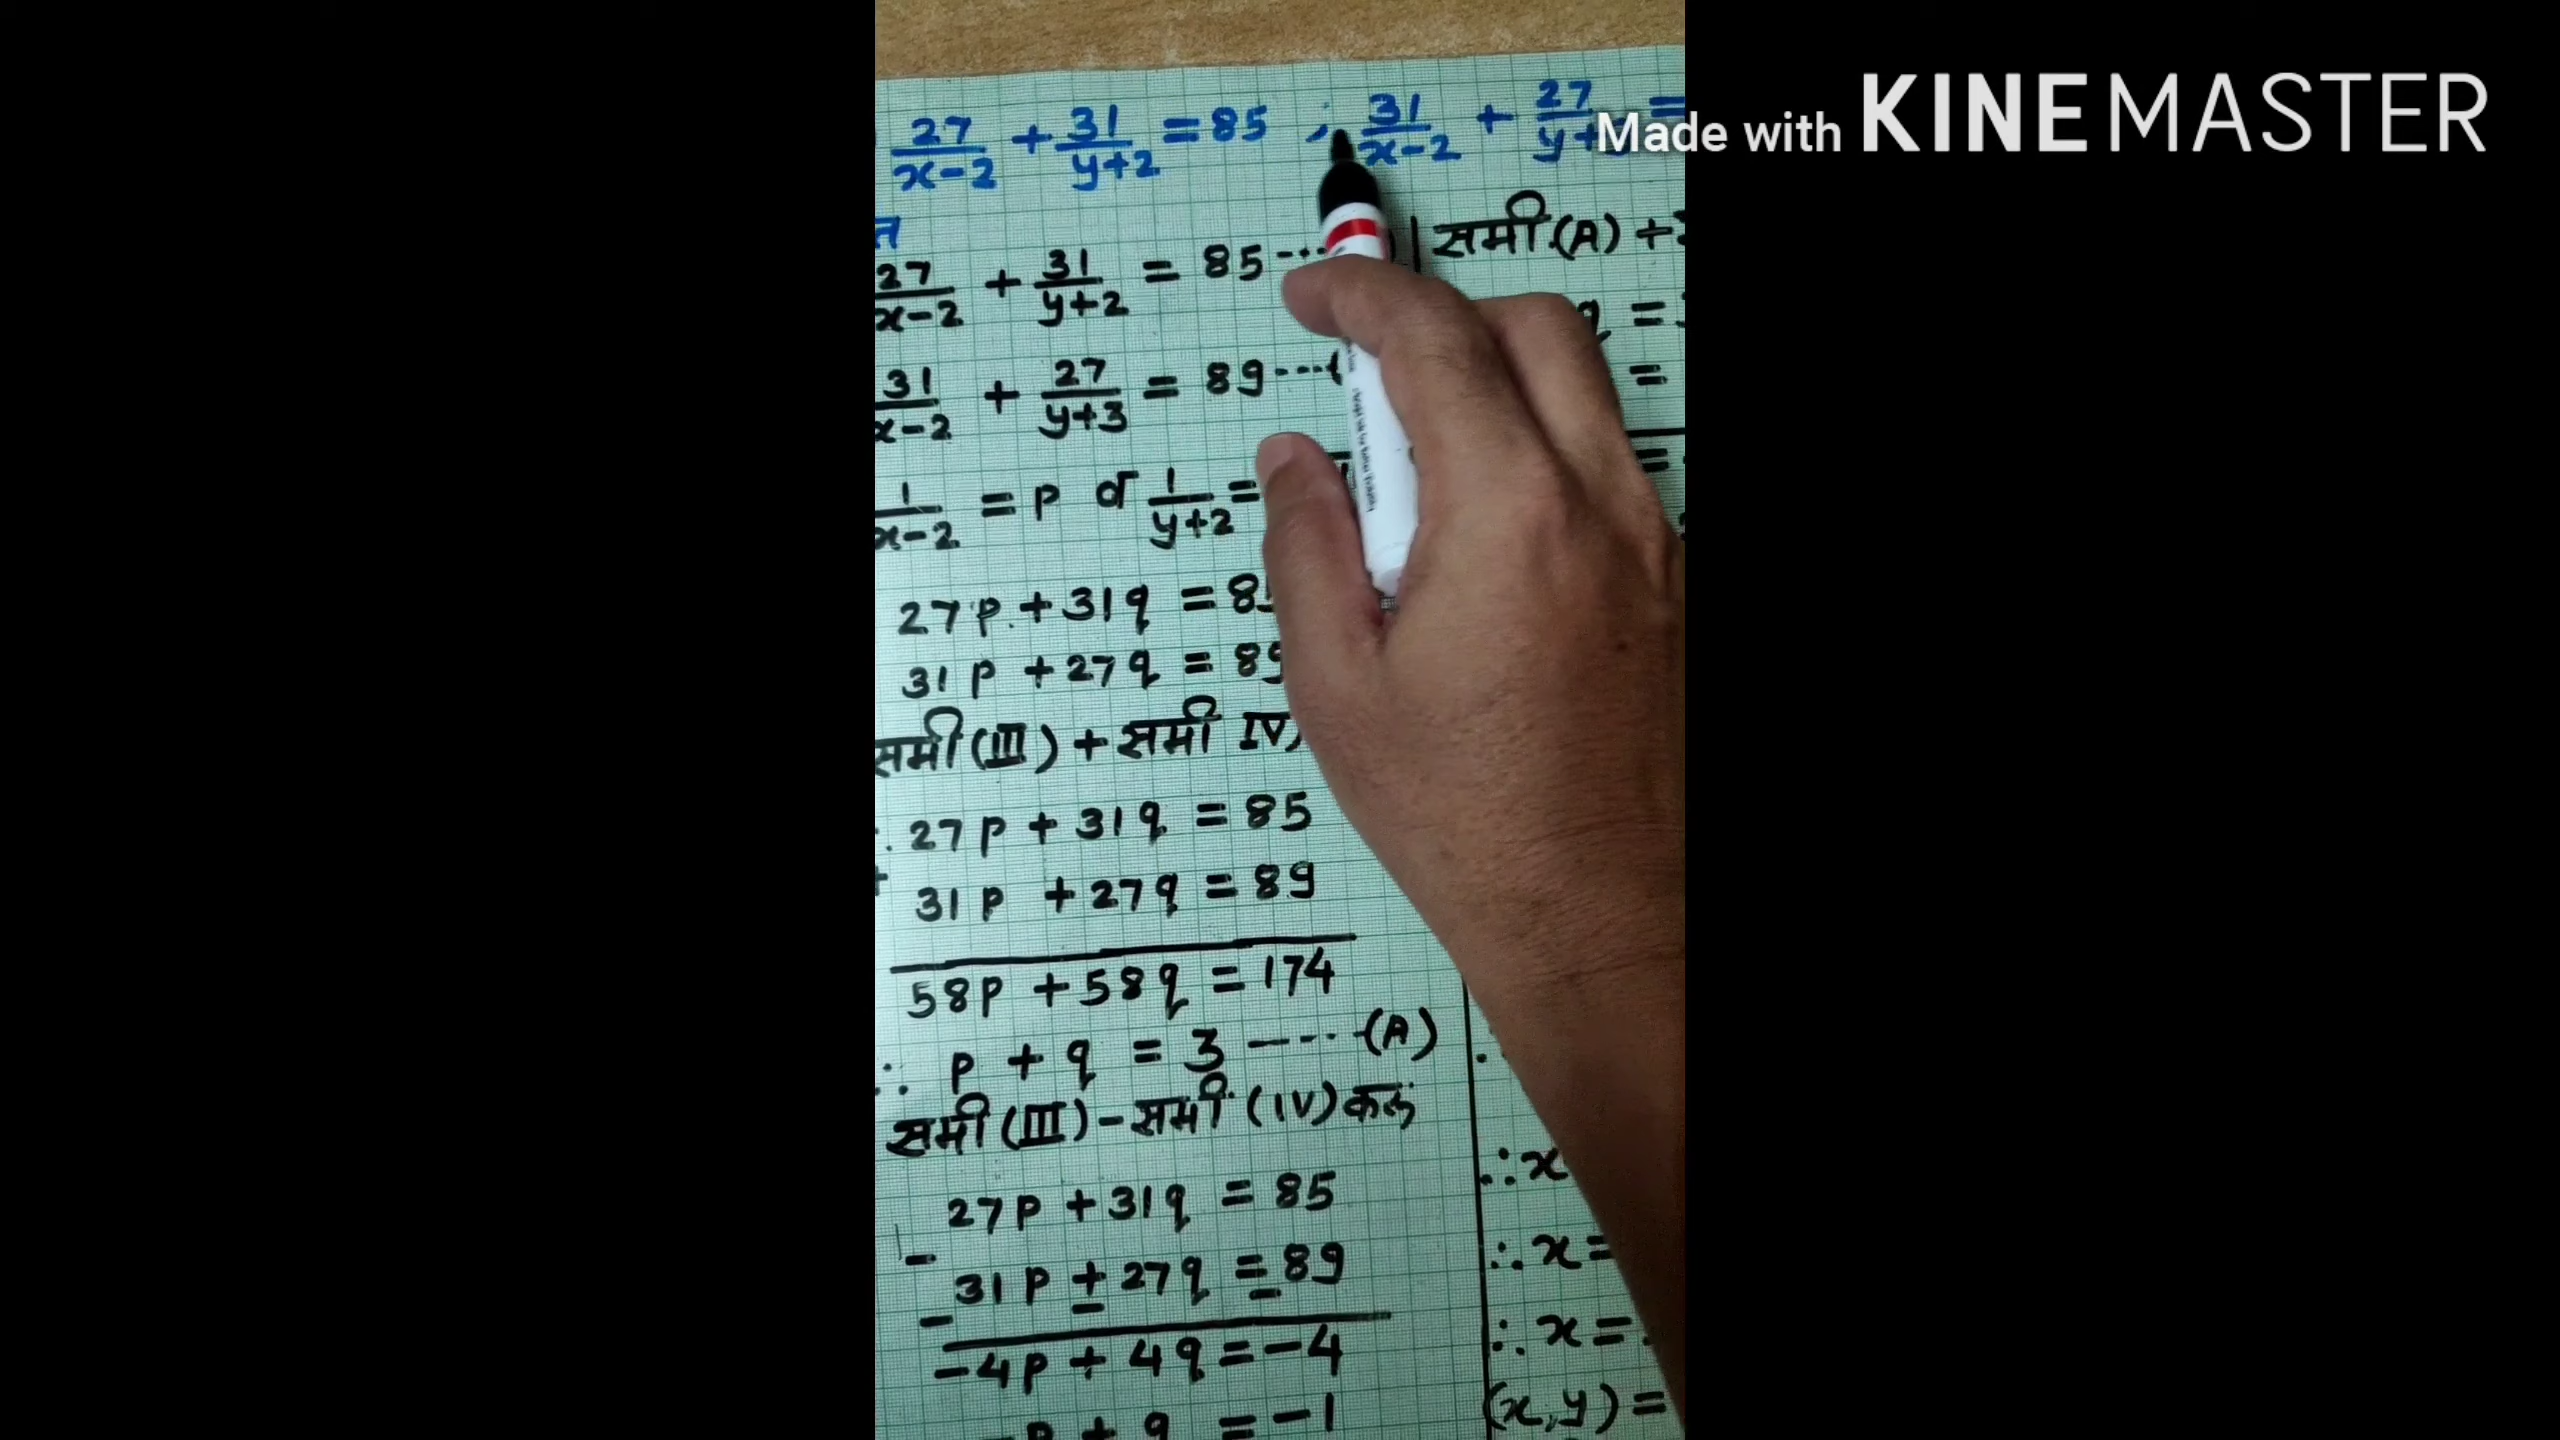 27/x-2 + 31/y+2 = 85 ; 31/x-2 + 27/y+ =
Made with KINEMASTER
27/x-2 + 31/y+2 = 85 ...
31/x-2 + 27/y+3 = 89 ...(
1/x-2 = p व 1/y+2 =
27p + 31q = 85
31p + 27q = 89
समी (III) + समी IV)
27p + 31q = 85
+ 31p + 27q = 89
58p + 58q = 174
∴ p + q = 3 ---- (A)
समी (III) - समी (IV) करू
27p + 31q = 85
- 31p + 27q = 89
- - -
-4p + 4q = -4
-p + q = -1
समी (A) +
q =
=
=
∴ x
∴ x =
∴ x =
(x, y) =